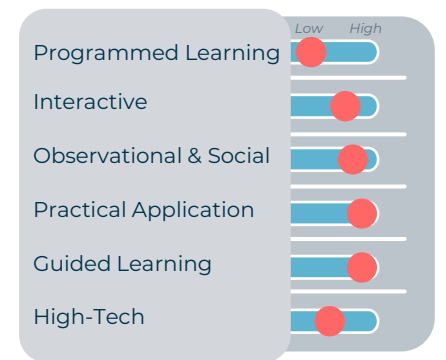 Low High
Programmed Learning
Interactive
Observational & Social
Practical Application
Guided Learning
High-Tech